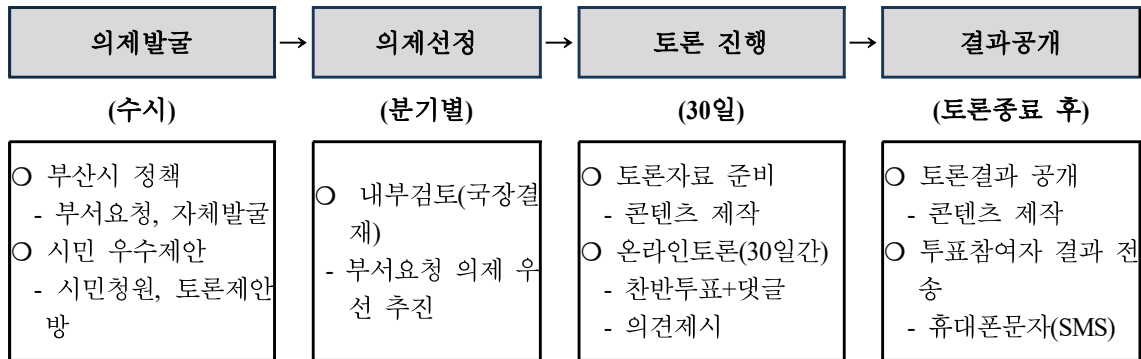 의제발굴 → 의제선정 → 토론 진행 → 결과공개
(수시) (분기별) (30일) (토론종료 후)
❍ 부산시 정책
- 부서요청, 자체발굴
❍ 시민 우수제안
- 시민청원, 토론제안
방
❍ 내부검토(국장결
재)
- 부서요청 의제 우
선 추진
❍ 토론자료 준비
- 콘텐츠 제작
❍ 온라인토론(30일간)
- 찬반투표+댓글
- 의견제시
❍ 토론결과 공개
- 콘텐츠 제작
❍ 투표참여자 결과 전
송
- 휴대폰문자(SMS)